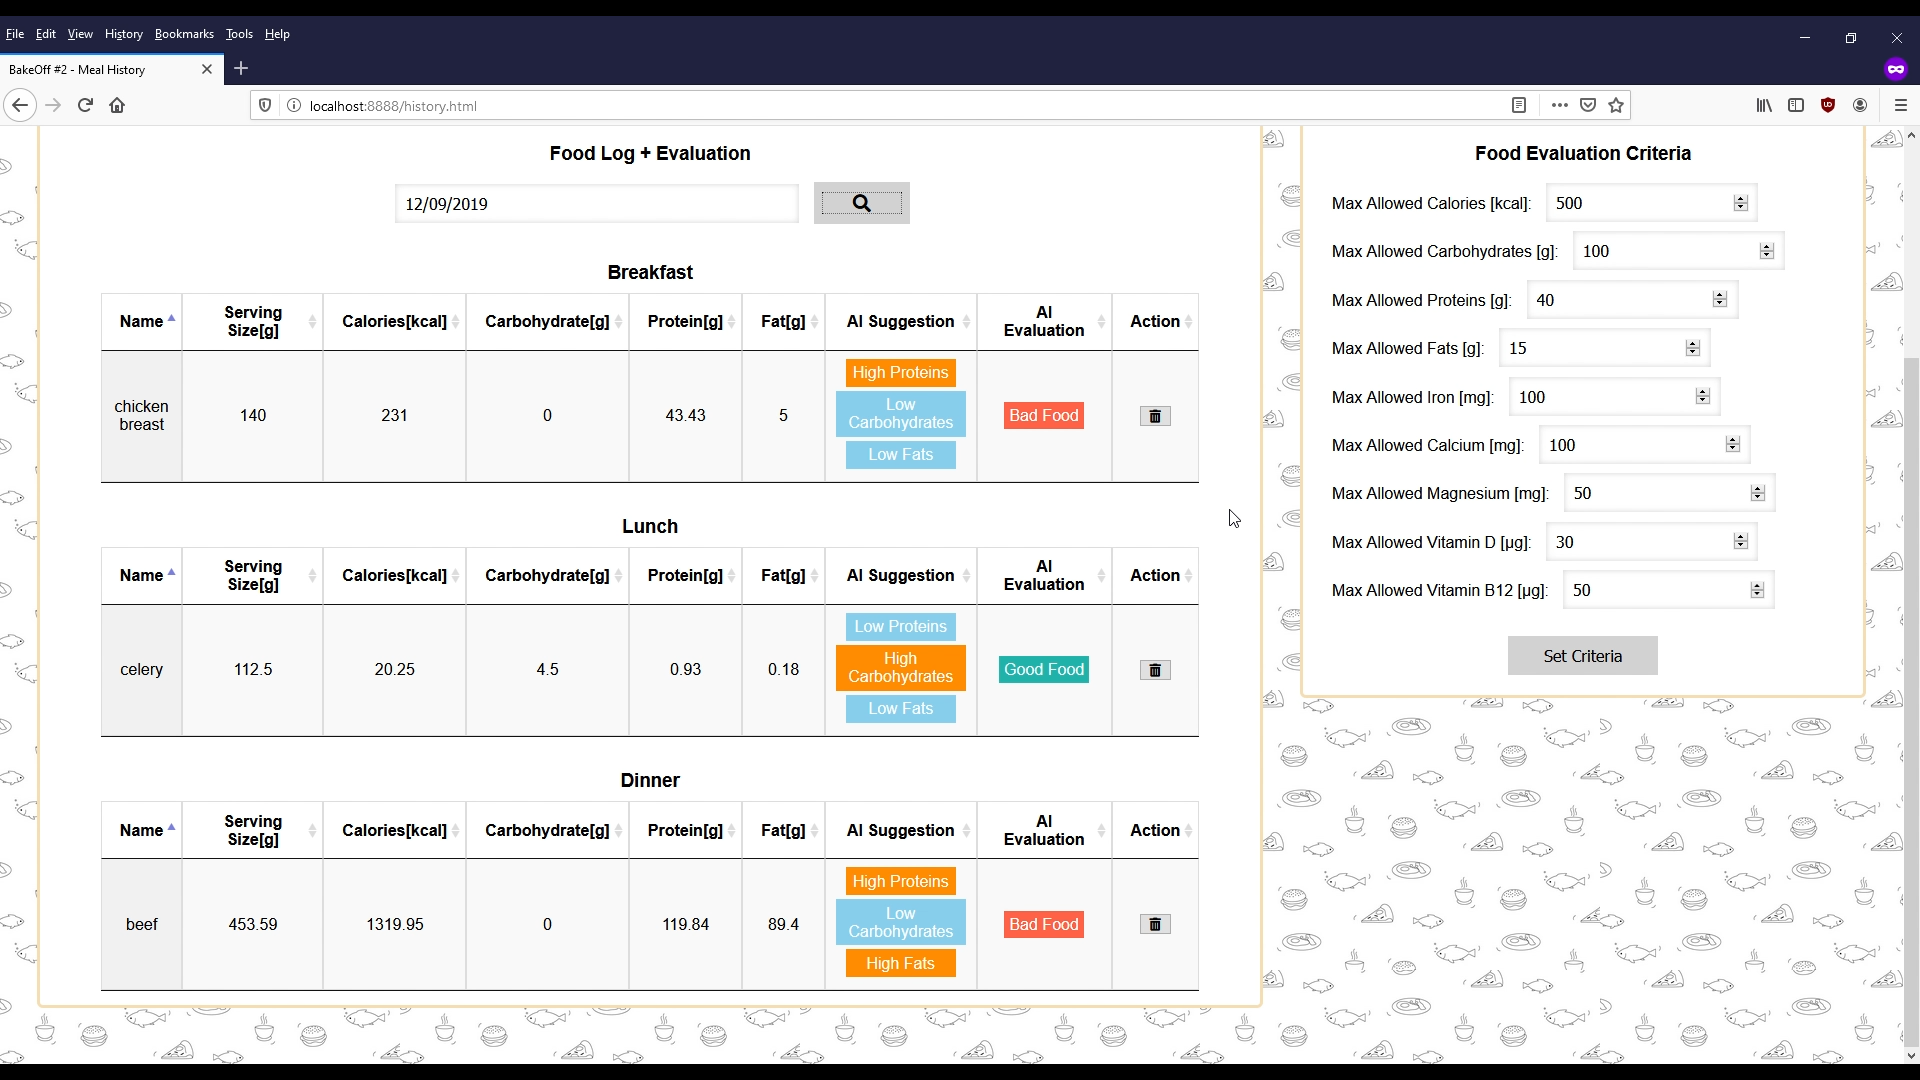 File Edit View History Bookmarks Tools Help
BakeOff #2 - Meal History
localhost:8888/history.html
Food Log + Evaluation
12/09/2019
Breakfast
Name Serving Size[g] Calories[kcal] Carbohydrate[g] Protein[g] Fat[g] AI Suggestion AI Evaluation Action
chicken breast 140 231 0 43.43 5 High Proteins Low Carbohydrates Low Fats Bad Food
Lunch
Name Serving Size[g] Calories[kcal] Carbohydrate[g] Protein[g] Fat[g] AI Suggestion AI Evaluation Action
celery 112.5 20.25 4.5 0.93 0.18 Low Proteins High Carbohydrates Low Fats Good Food
Dinner
Name Serving Size[g] Calories[kcal] Carbohydrate[g] Protein[g] Fat[g] AI Suggestion AI Evaluation Action
beef 453.59 1319.95 0 119.84 89.4 High Proteins Low Carbohydrates High Fats Bad Food
Food Evaluation Criteria
Max Allowed Calories [kcal]: 500
Max Allowed Carbohydrates [g]: 100
Max Allowed Proteins [g]: 40
Max Allowed Fats [g]: 15
Max Allowed Iron [mg]: 100
Max Allowed Calcium [mg]: 100
Max Allowed Magnesium [mg]: 50
Max Allowed Vitamin D [µg]: 30
Max Allowed Vitamin B12 [µg]: 50
Set Criteria